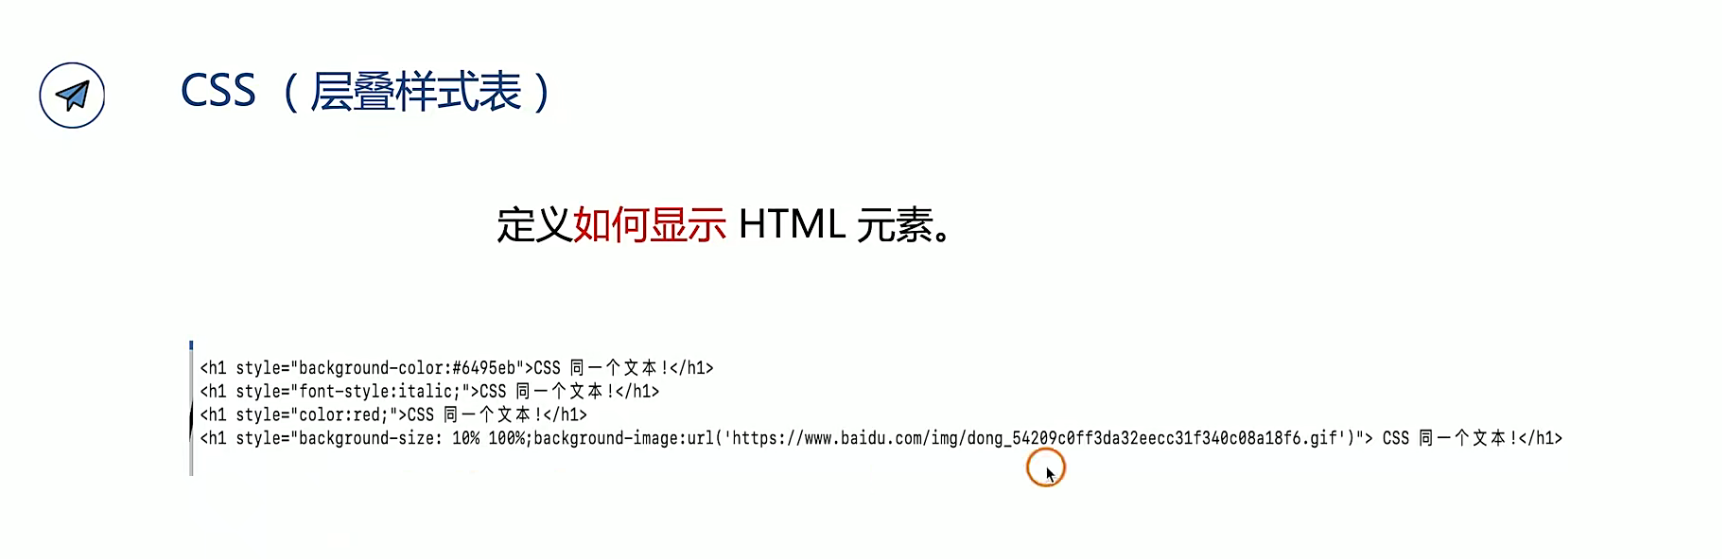 CSS（层叠样式表）
定义如何显示 HTML 元素。
<h1 style="background-color:#6495eb">CSS 同一个文本!</h1>
<h1 style="font-style:italic;">CSS 同一个文本!</h1>
<h1 style="color:red;">CSS 同一个文本!</h1>
<h1 style="background-size: 10% 100%;background-image:url('https://www.baidu.com/img/dong_54209c0ff3da32eecc31f340c08a18f6.gif')"> CSS 同一个文本!</h1>